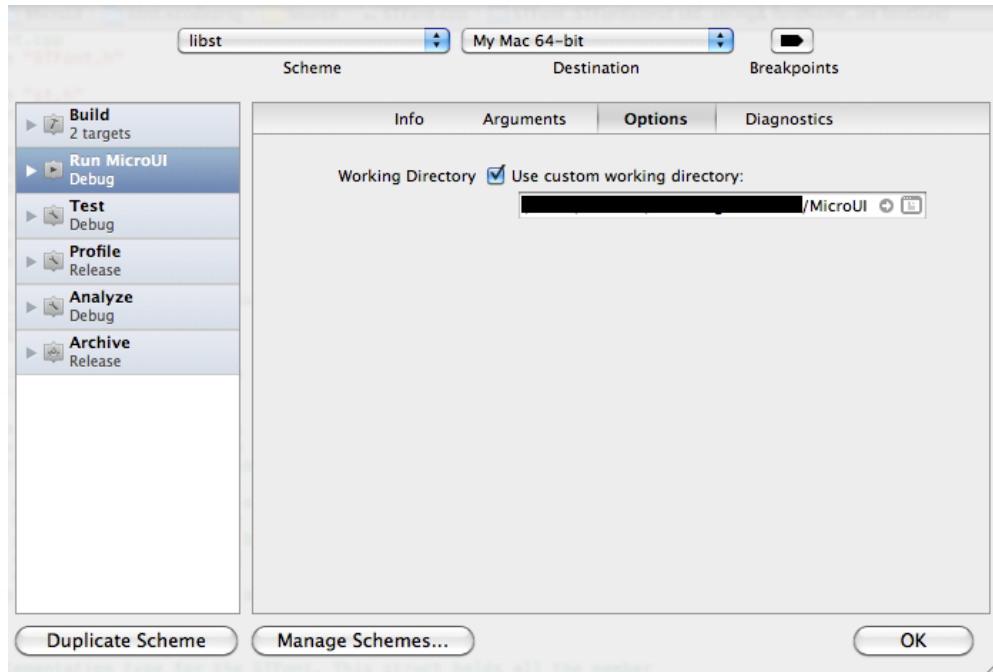 libst
My Mac 64-bit
Scheme
Destination
Breakpoints
Build
2 targets
Run MicroUI
Debug
Test
Debug
Profile
Release
Analyze
Debug
Archive
Release
Info
Arguments
Options
Diagnostics
Working Directory
Use custom working directory:
/MicroUI
Duplicate Scheme
Manage Schemes...
OK